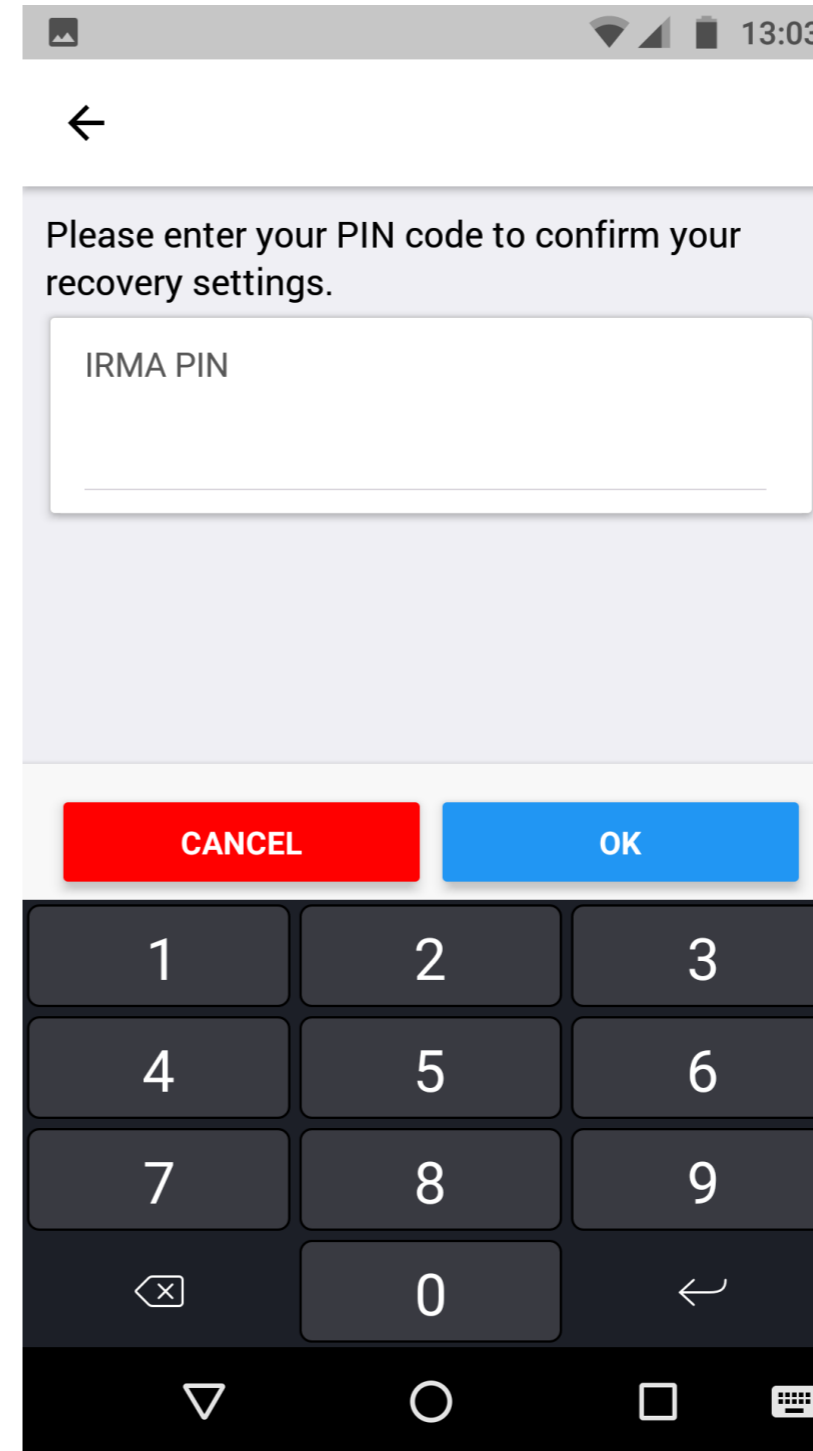 13:03
Please enter your PIN code to confirm your
recovery settings.
IRMA PIN
CANCEL OK
1 2 3
4 5 6
7 8 9
0